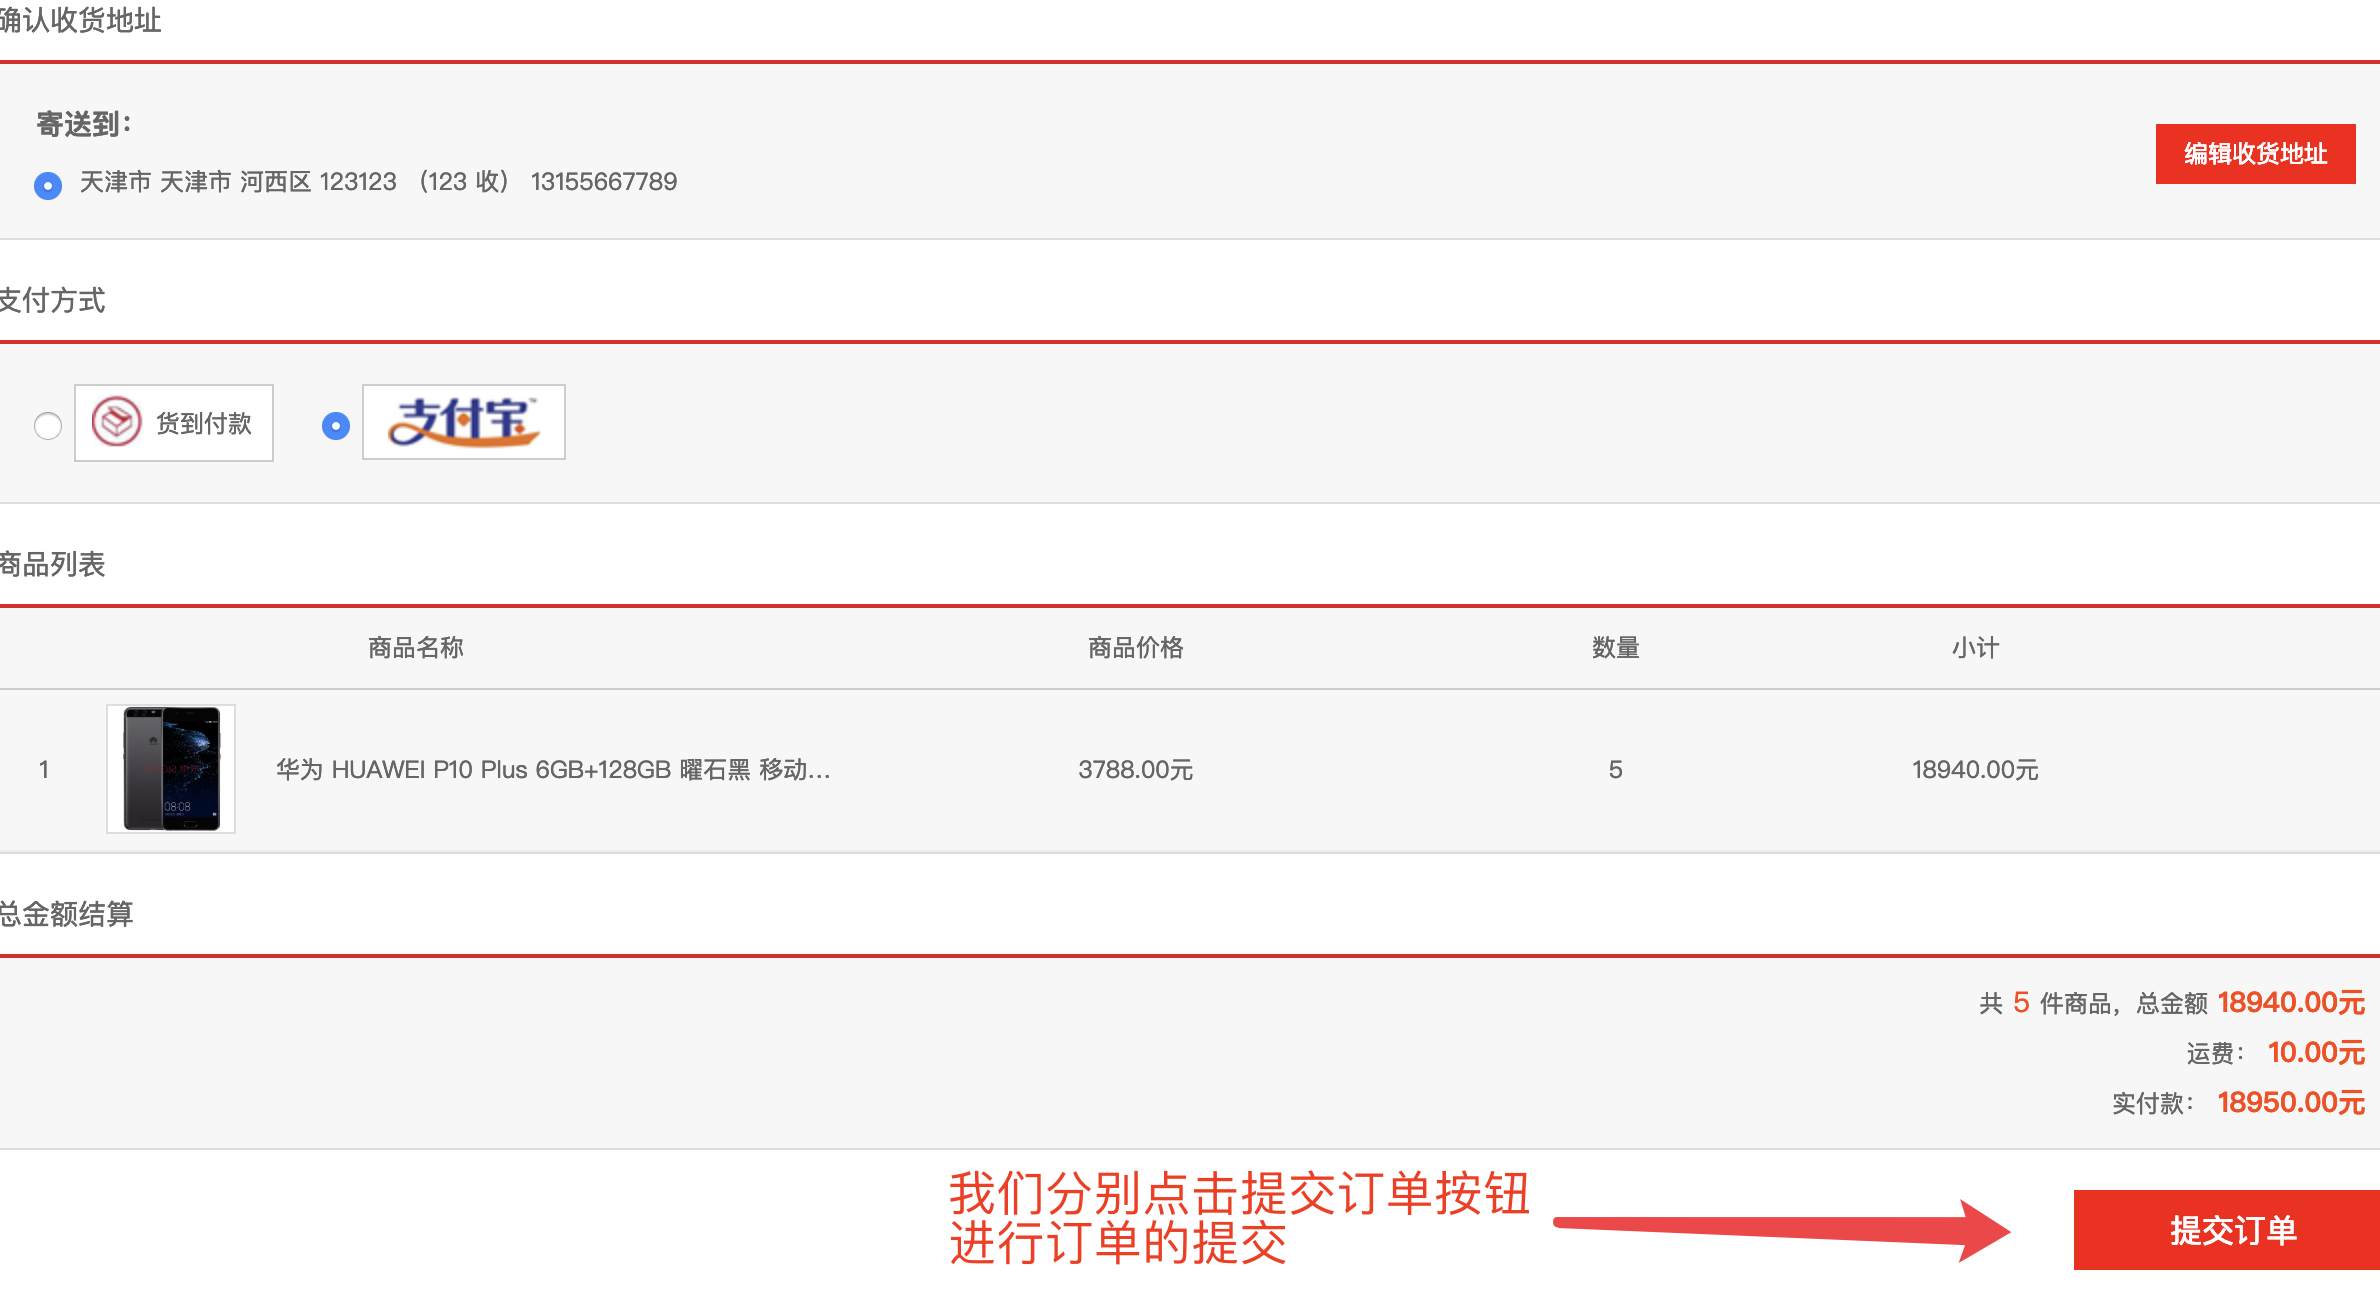 确认收货地址
寄送到：
天津市 天津市 河西区 123123 （123 收） 13155667789
编辑收货地址
支付方式
货到付款
支付宝™
商品列表
商品名称 商品价格 数量 小计
1 华为 HUAWEI P10 Plus 6GB+128GB 曜石黑 移动... 3788.00元 5 18940.00元
08:08
总金额结算
共 5 件商品，总金额 18940.00元
运费： 10.00元
实付款： 18950.00元
我们分别点击提交订单按钮
进行订单的提交
提交订单